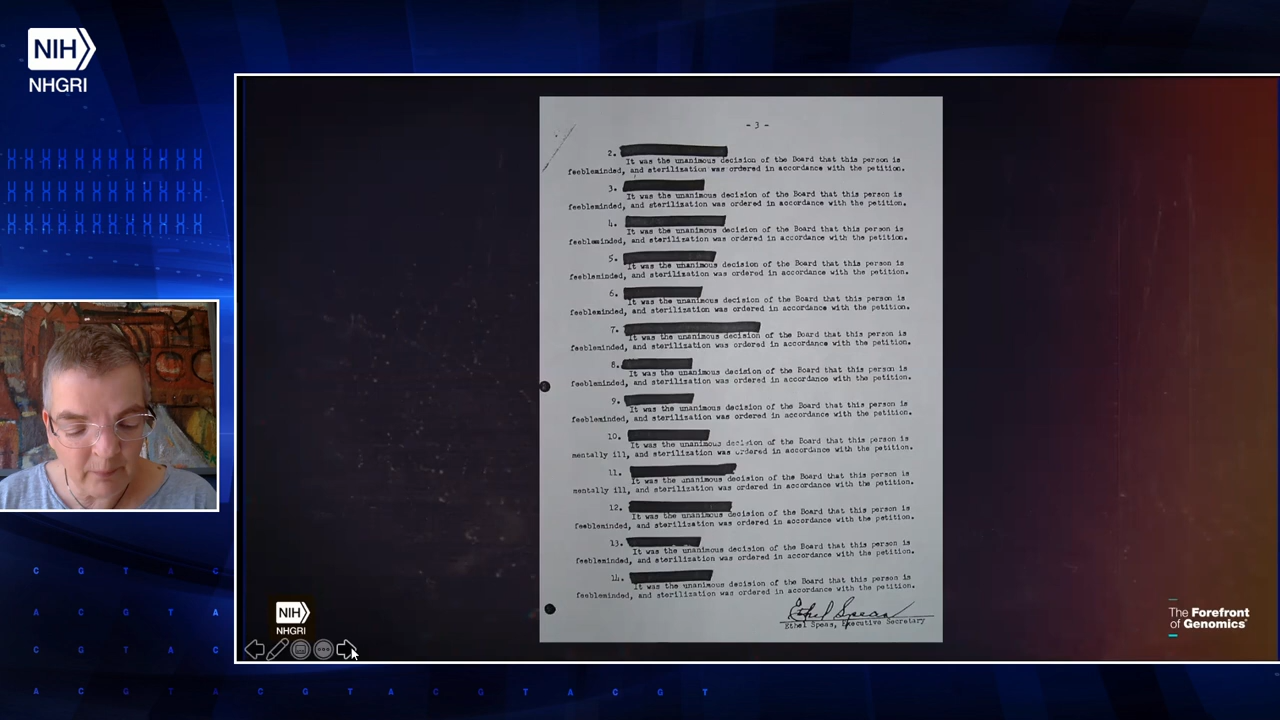 NIH
NHGRI
- 3 -
2.
It was the unanimous decision of the Board that this person is
feebleminded, and sterilization was ordered in accordance with the petition.
3.
It was the unanimous decision of the Board that this person is
feebleminded, and sterilization was ordered in accordance with the petition.
4.
It was the unanimous decision of the Board that this person is
feebleminded, and sterilization was ordered in accordance with the petition.
5.
It was the unanimous decision of the Board that this person is
feebleminded, and sterilization was ordered in accordance with the petition.
6.
It was the unanimous decision of the Board that this person is
feebleminded, and sterilization was ordered in accordance with the petition.
7.
It was the unanimous decision of the Board that this person is
feebleminded, and sterilization was ordered in accordance with the petition.
8.
It was the unanimous decision of the Board that this person is
feebleminded, and sterilization was ordered in accordance with the petition.
9.
It was the unanimous decision of the Board that this person is
feebleminded, and sterilization was ordered in accordance with the petition.
10.
It was the unanimous decision of the Board that this person is
mentally ill, and sterilization was ordered in accordance with the petition.
11.
It was the unanimous decision of the Board that this person is
mentally ill, and sterilization was ordered in accordance with the petition.
12.
It was the unanimous decision of the Board that this person is
feebleminded, and sterilization was ordered in accordance with the petition.
13.
It was the unanimous decision of the Board that this person is
feebleminded, and sterilization was ordered in accordance with the petition.
14.
It was the unanimous decision of the Board that this person is
feebleminded, and sterilization was ordered in accordance with the petition.
Ethel Speas
Ethel Speas, Executive Secretary
NIH
NHGRI
The Forefront
of Genomics
C G T A C
A C G T A
C G T A C
A C G T A C G T A C G T A C G T